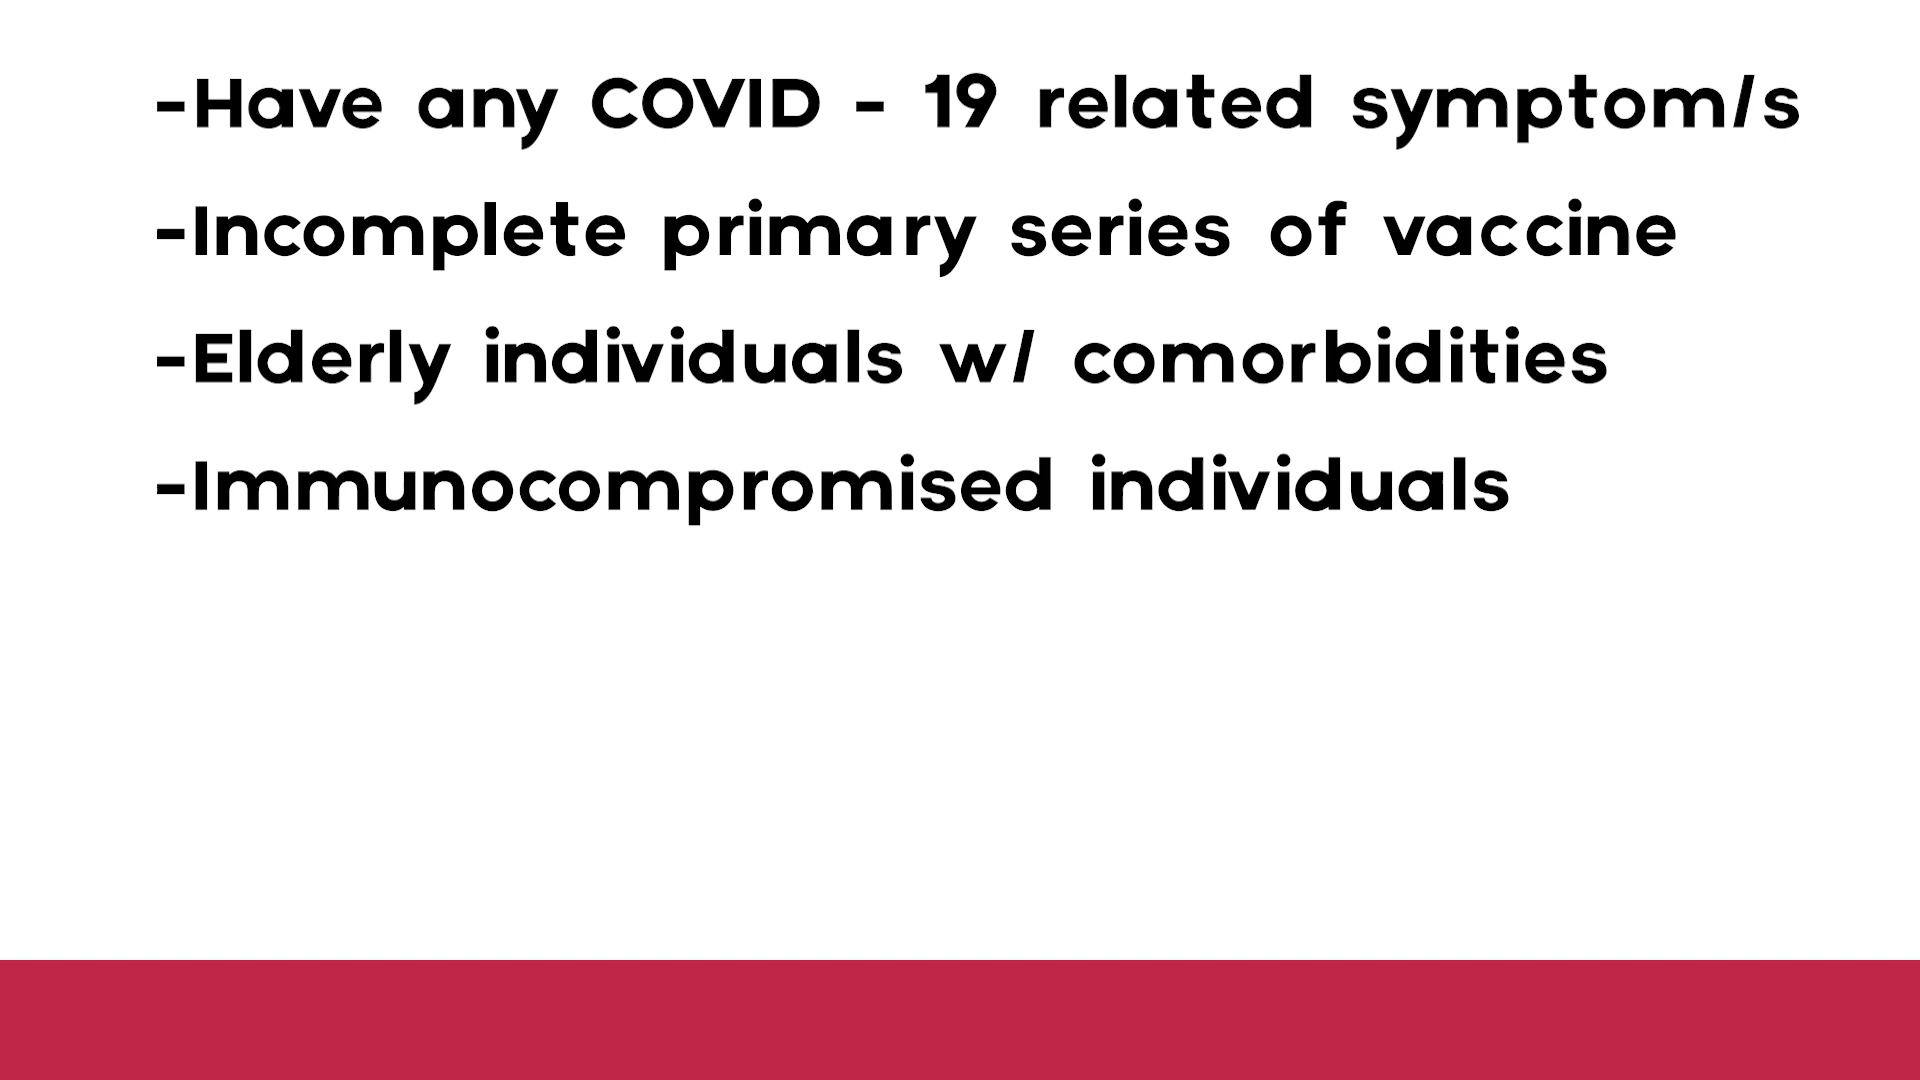 -Have any COVID - 19 related symptom/s
-Incomplete primary series of vaccine
-Elderly individuals w/ comorbidities
-Immunocompromised individuals